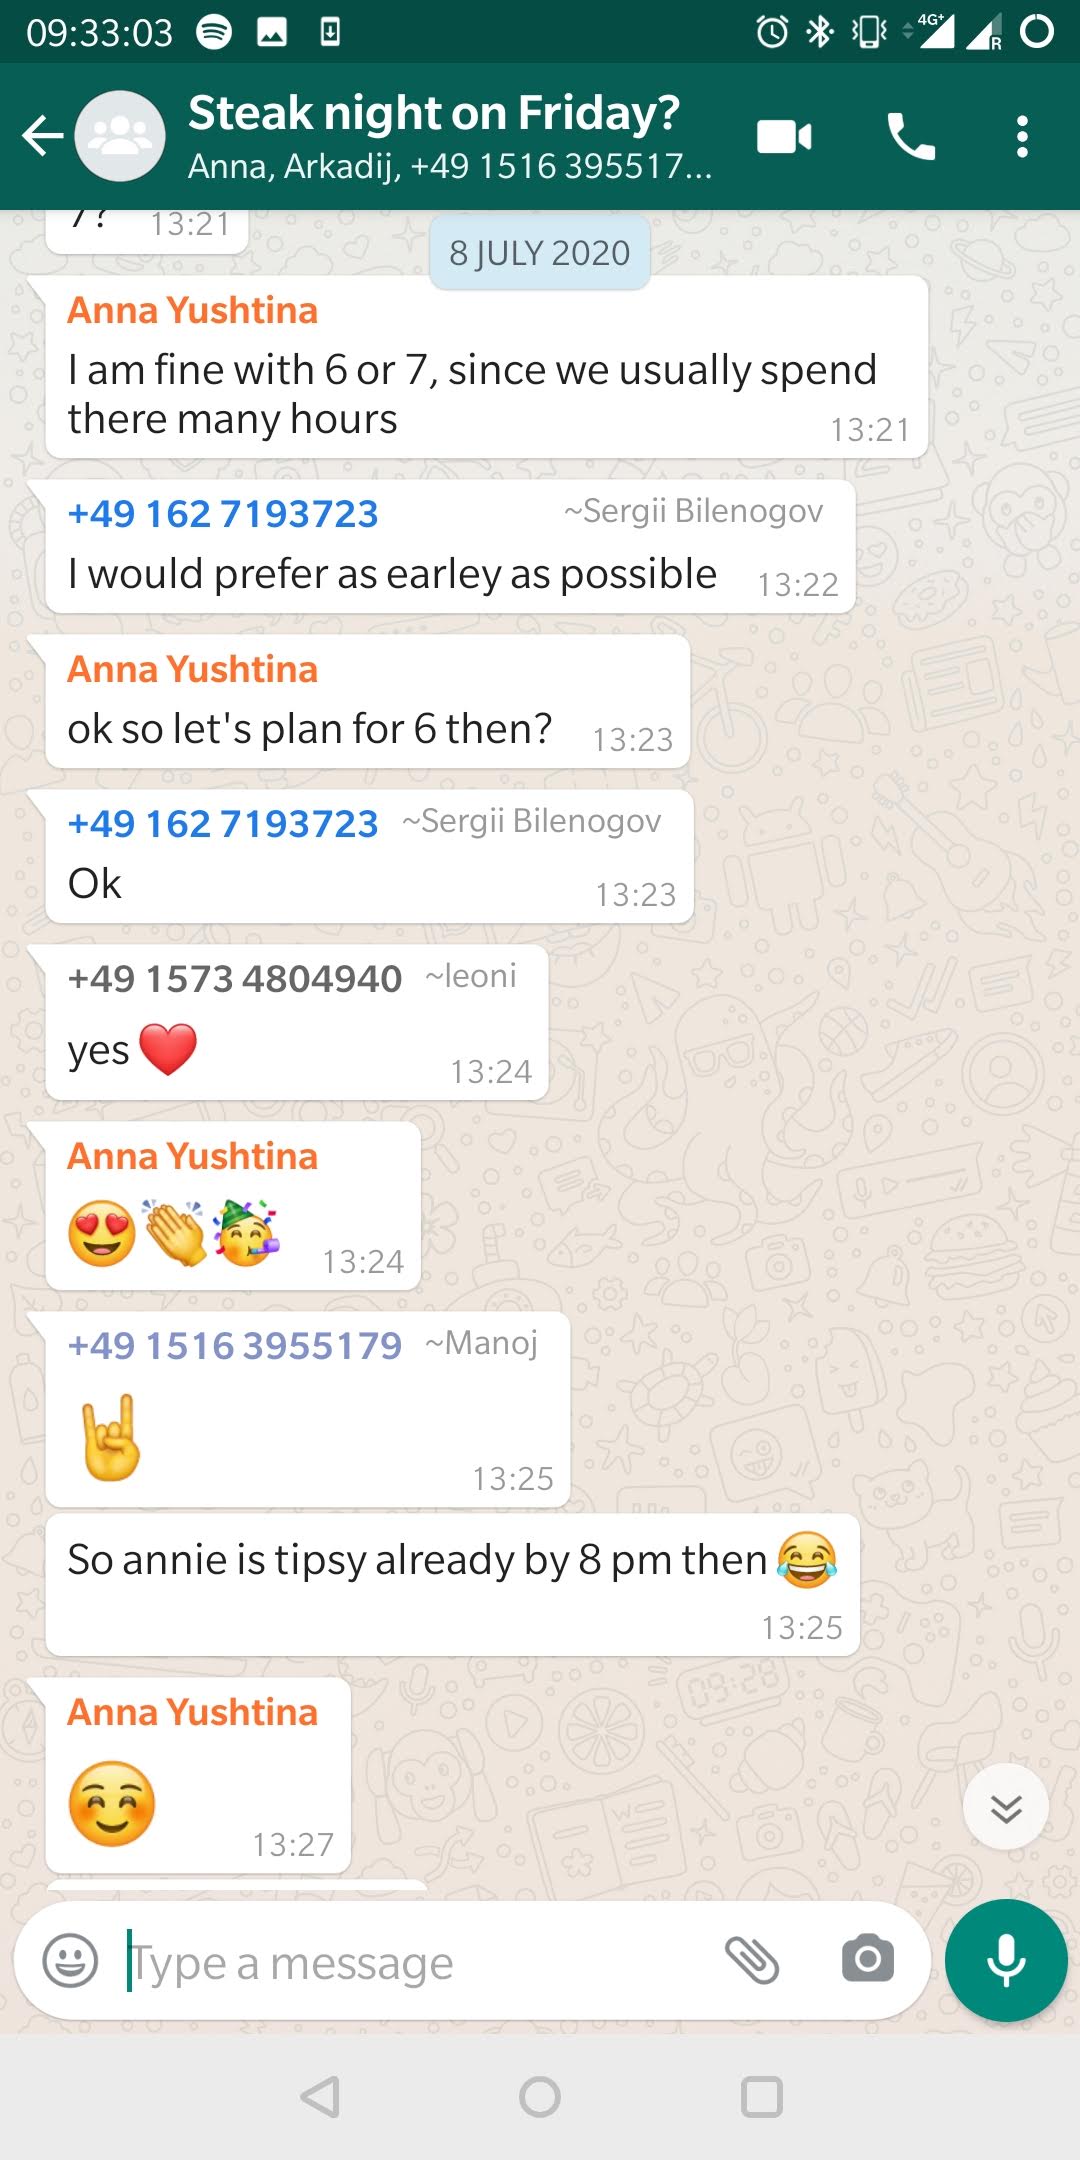 09:33:03
4G+
R
Steak night on Friday?
Anna, Arkadij, +49 1516 395517...
7? 13:21
8 JULY 2020
Anna Yushtina
I am fine with 6 or 7, since we usually spend
there many hours 13:21
+49 162 7193723 ~Sergii Bilenogov
I would prefer as earley as possible 13:22
Anna Yushtina
ok so let's plan for 6 then? 13:23
+49 162 7193723 ~Sergii Bilenogov
Ok 13:23
+49 1573 4804940 ~leoni
yes ❤️ 13:24
Anna Yushtina
😍👏🥳 13:24
+49 1516 3955179 ~Manoj
🤘
13:25
So annie is tipsy already by 8 pm then 😂
13:25
Anna Yushtina
☺️
13:27
Type a message